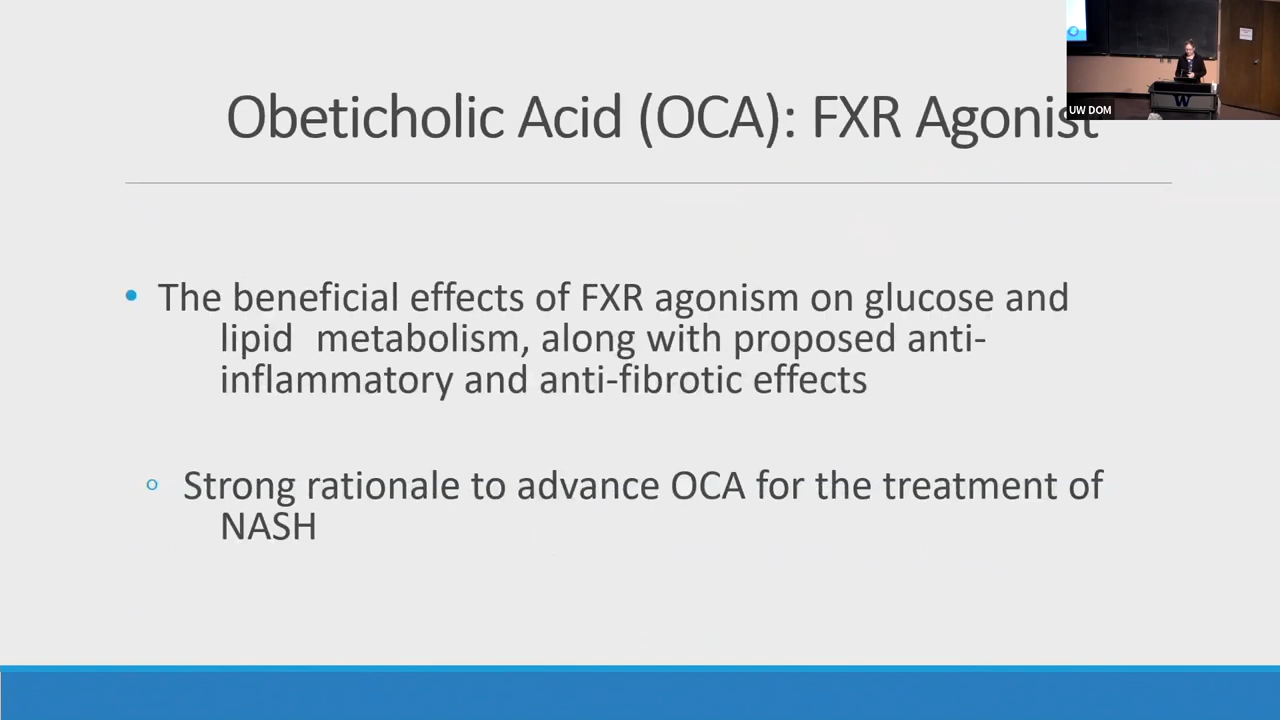 Obeticholic Acid (OCA): FXR Agonist
UW DOM
W
• The beneficial effects of FXR agonism on glucose and
lipid metabolism, along with proposed anti-
inflammatory and anti-fibrotic effects
○ Strong rationale to advance OCA for the treatment of
NASH